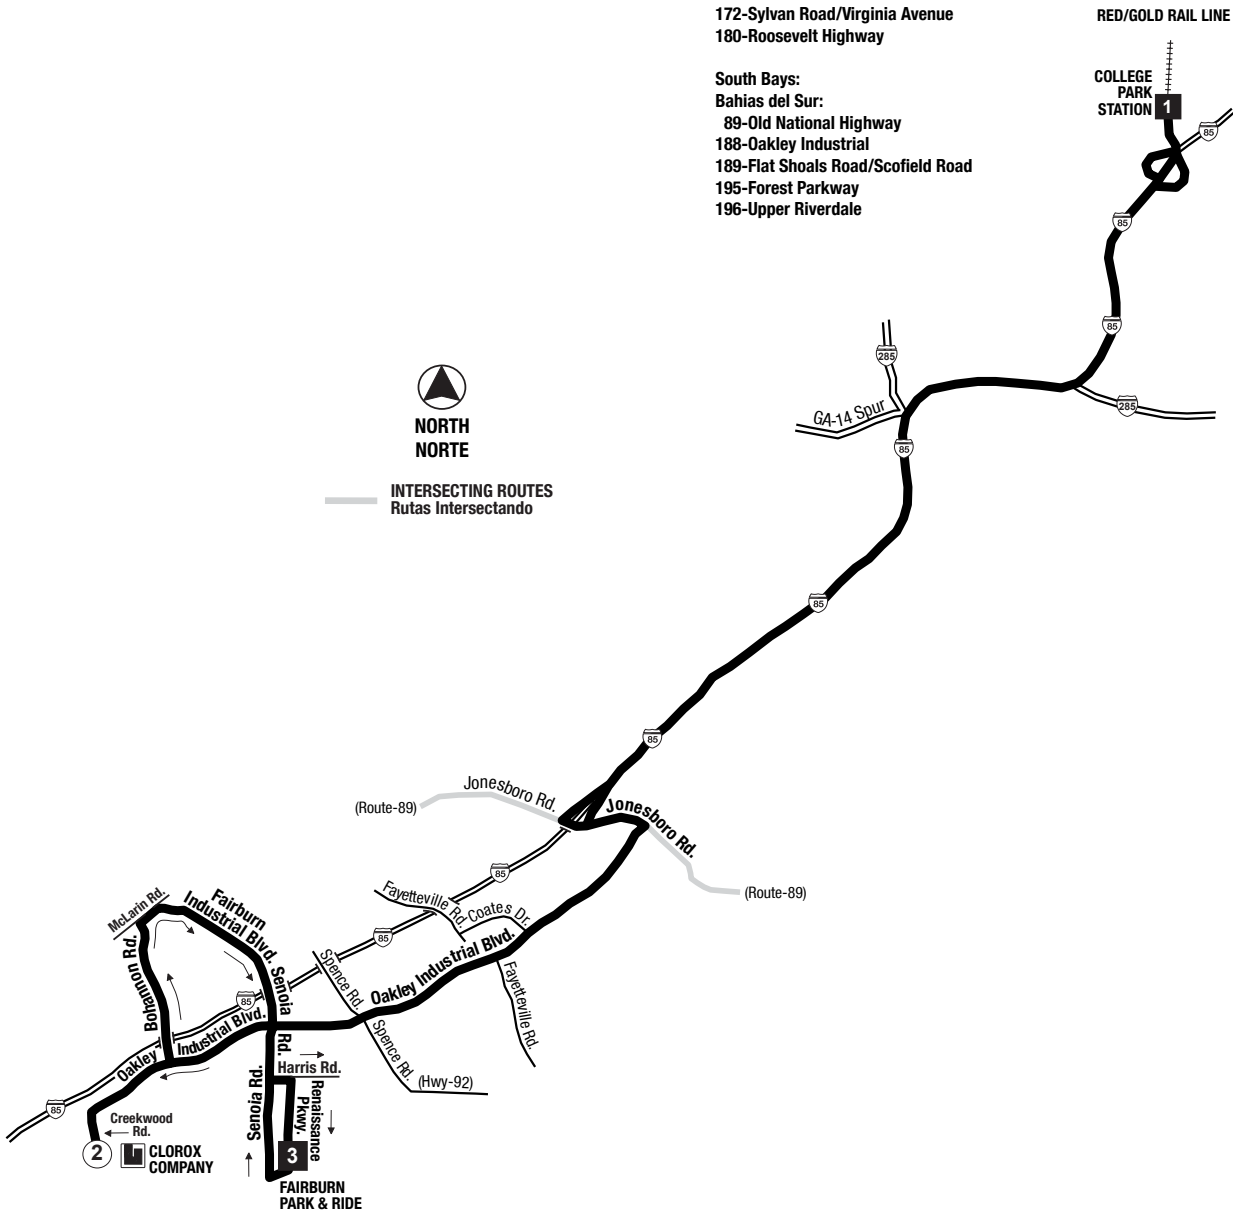 172-Sylvan Road/Virginia Avenue
180-Roosevelt Highway
RED/GOLD RAIL LINE
South Bays:
Bahias del Sur:
89-Old National Highway
188-Oakley Industrial
189-Flat Shoals Road/Scofield Road
195-Forest Parkway
196-Upper Riverdale
COLLEGE
PARK
STATION
1
85
85
85
285
285
GA-14 Spur
85
NORTH
NORTE
INTERSECTING ROUTES
Rutas Intersectando
85
85
Jonesboro Rd.
(Route-89)
Jonesboro Rd.
(Route-89)
85
Fayetteville Rd.
Coates Dr.
85
McLarin Rd.
Fairburn
Industrial Blvd.
Senoia
Rd.
Bohannon Rd.
Spence Rd.
Oakley Industrial Blvd.
Fayetteville Rd.
85
Oakley
Industrial Blvd.
Spence Rd.
(Hwy-92)
Harris Rd.
Senoia Rd.
Renaissance
Pkwy.
85
Creekwood
Rd.
2
CLOROX
COMPANY
3
FAIRBURN
PARK & RIDE